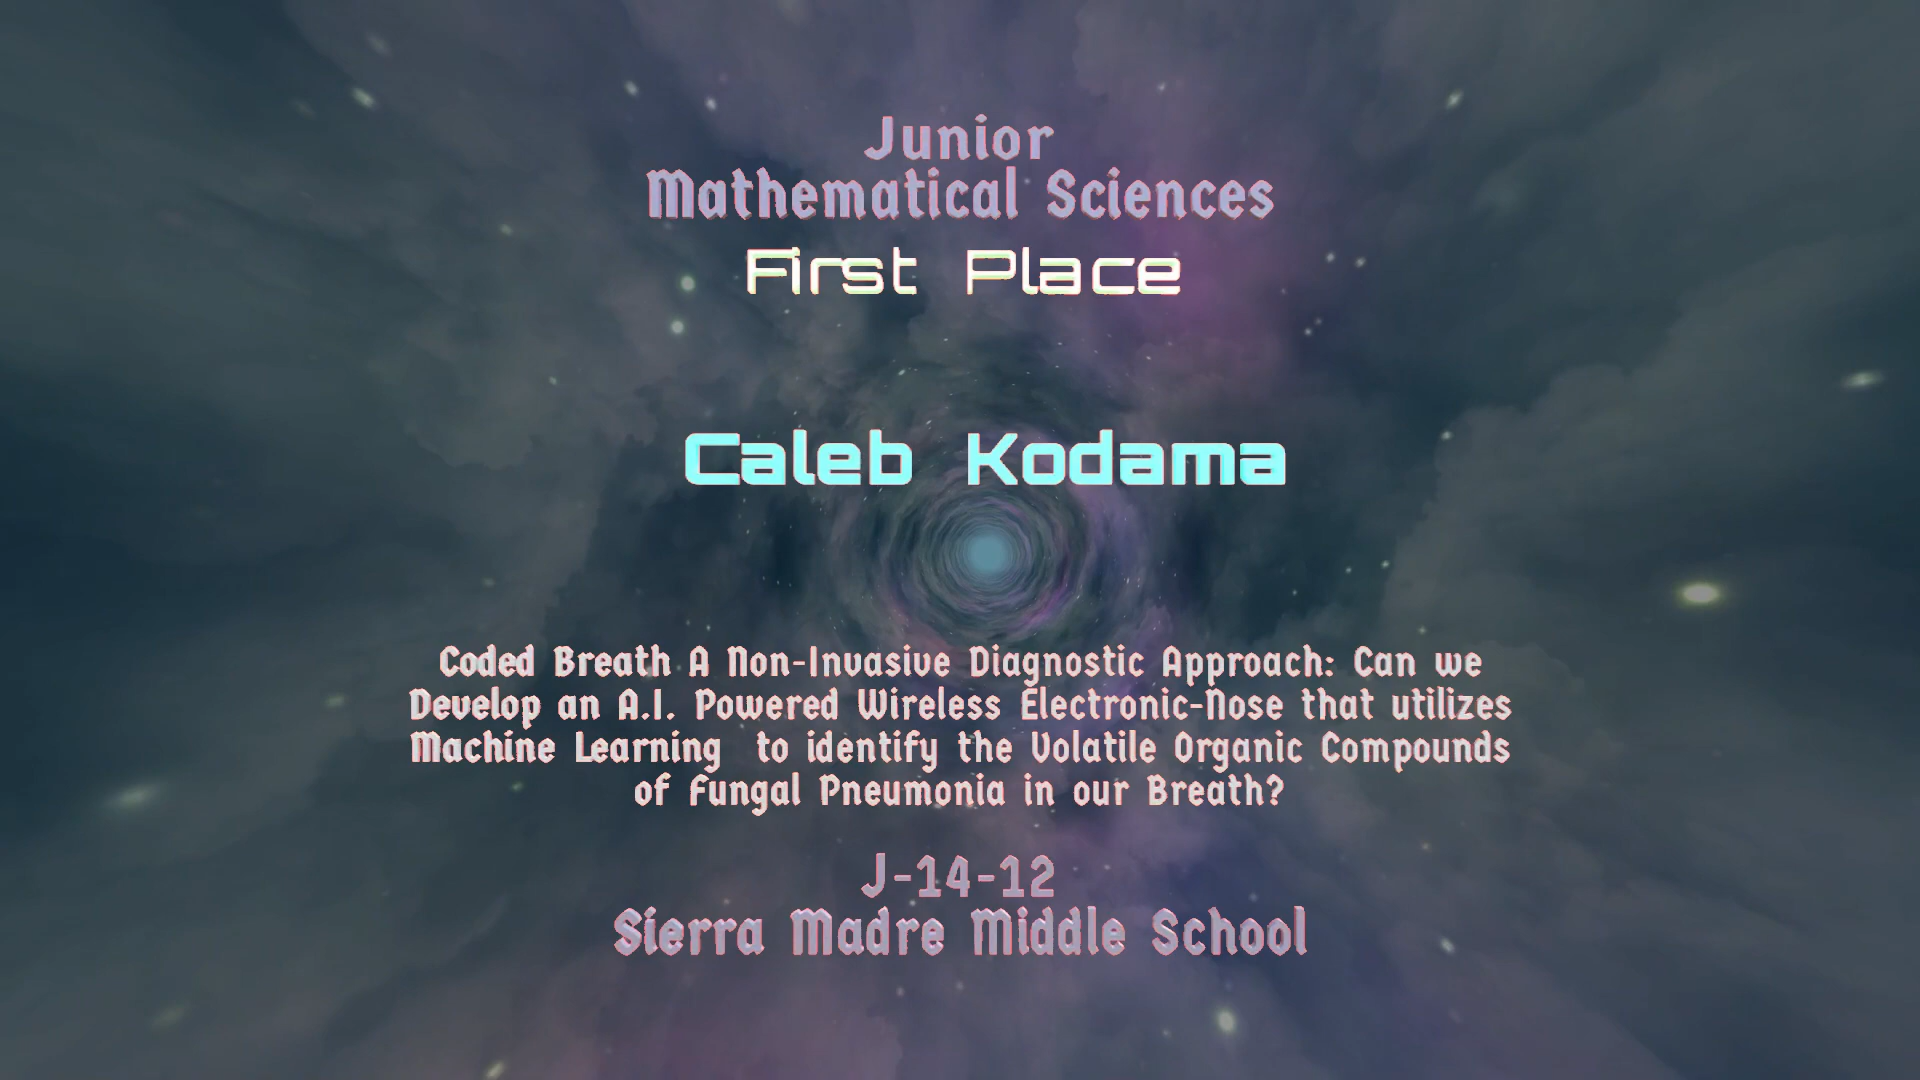 Junior
Mathematical Sciences
First Place
Caleb Kodama
Coded Breath A Non-Invasive Diagnostic Approach: Can we
Develop an A.I. Powered Wireless Electronic-Nose that utilizes
Machine Learning  to identify the Volatile Organic Compounds
of Fungal Pneumonia in our Breath?
J-14-12
Sierra Madre Middle School